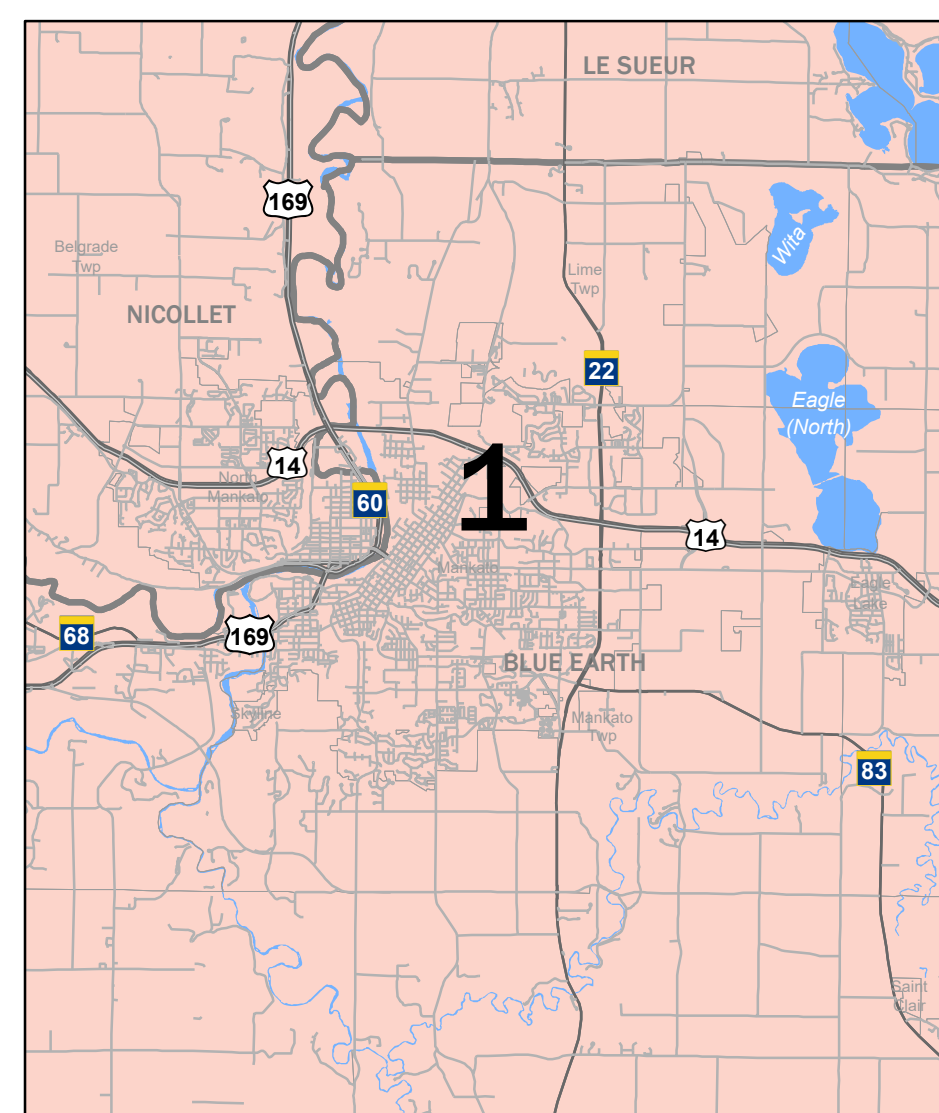 LE SUEUR
169
Belgrade
Twp
Wita
Lime
Twp
NICOLLET
22
Eagle
(North)
1
14
North
Mankato
60
14
Mankato
Eagle
Lake
68
169
BLUE EARTH
Skyline
Mankato
Twp
83
Saint
Clair